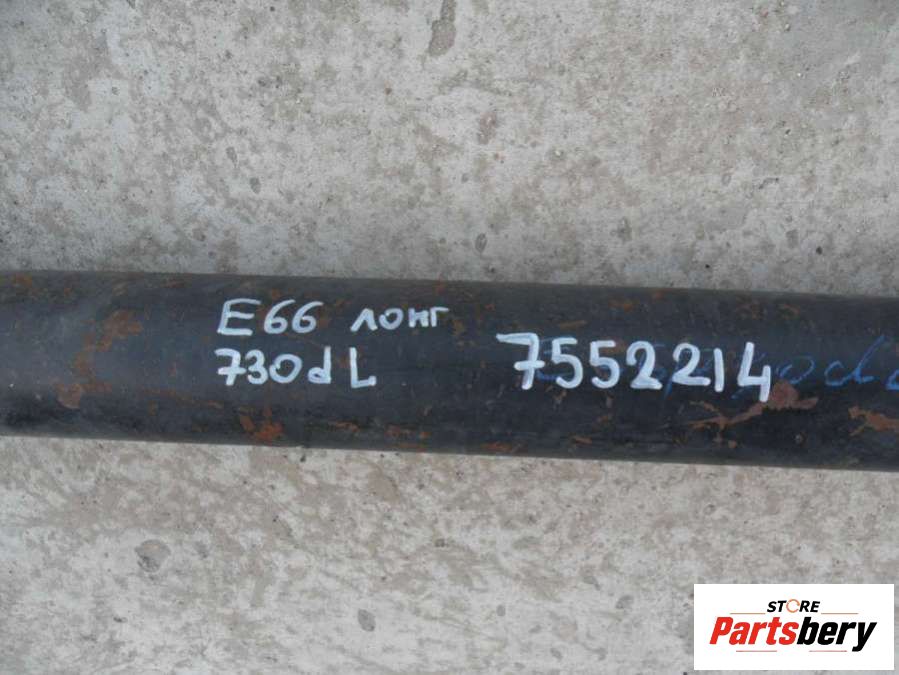 E66 лонг
730d L
7552214
STORE
Partsbery